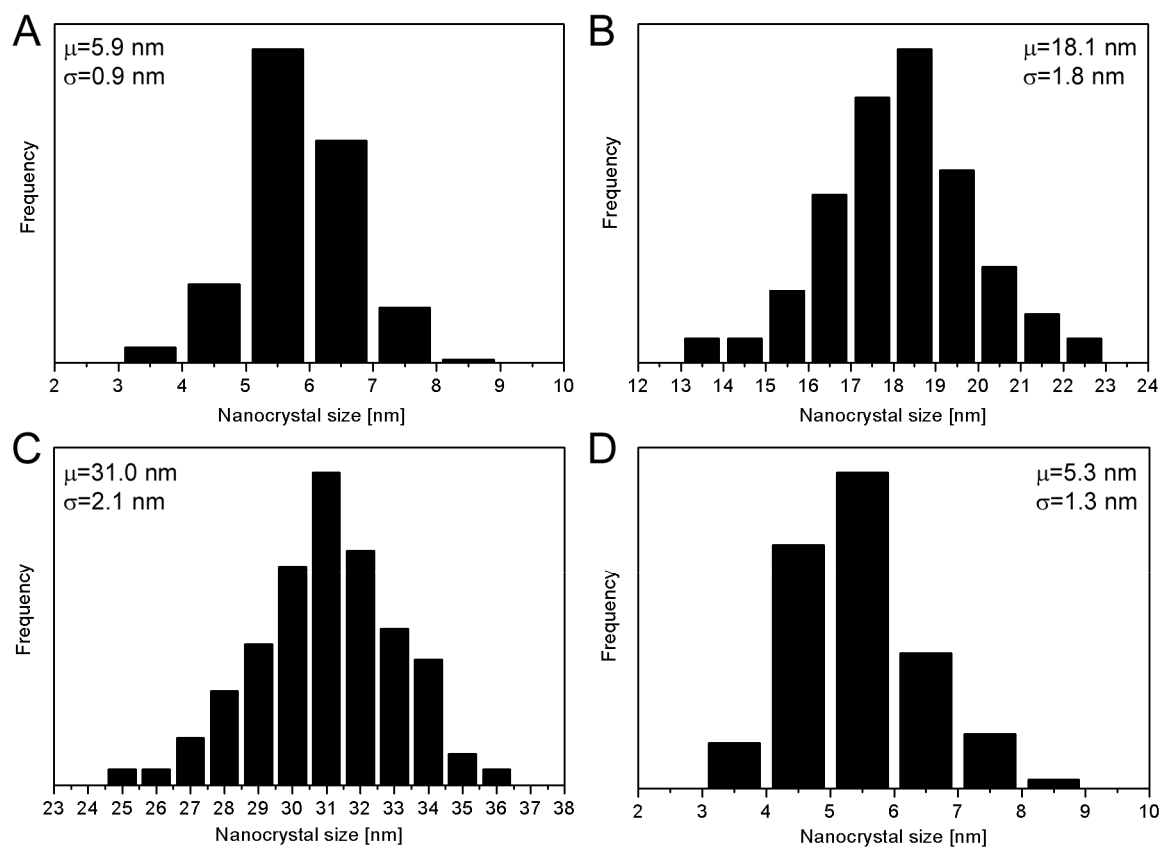 A
μ=5.9 nm
σ=0.9 nm
Frequency
2 3 4 5 6 7 8 9 10
Nanocrystal size [nm]
B
μ=18.1 nm
σ=1.8 nm
Frequency
12 13 14 15 16 17 18 19 20 21 22 23 24
Nanocrystal size [nm]
C
μ=31.0 nm
σ=2.1 nm
Frequency
23 24 25 26 27 28 29 30 31 32 33 34 35 36 37 38
Nanocrystal size [nm]
D
μ=5.3 nm
σ=1.3 nm
Frequency
2 3 4 5 6 7 8 9 10
Nanocrystal size [nm]